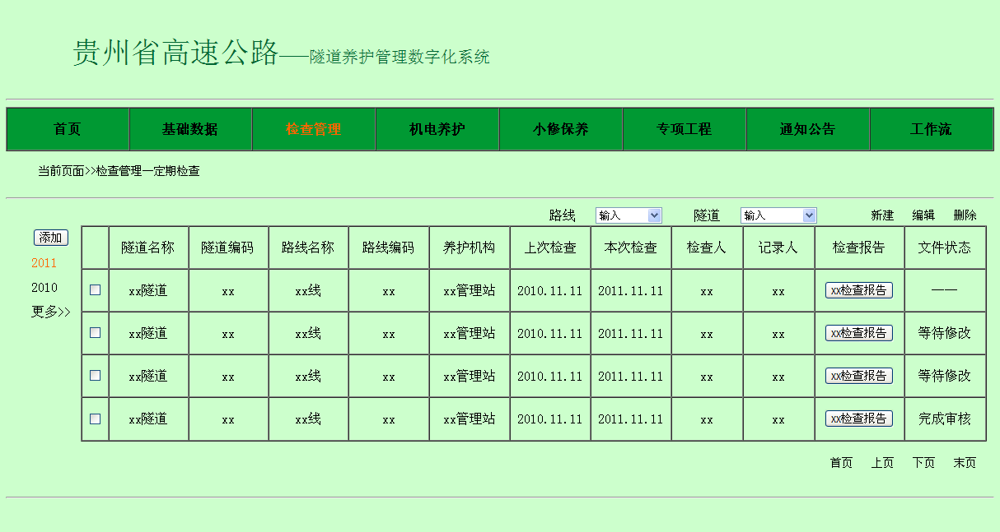 贵州省高速公路——隧道养护管理数字化系统
首页 基础数据 检查管理 机电养护 小修保养 专项工程 通知公告 工作流
当前页面>>检查管理—定期检查
路线 输入 隧道 输入 新建 编辑 删除
添加
2011
2010
更多>>
隧道名称 隧道编码 路线名称 路线编码 养护机构 上次检查 本次检查 检查人 记录人 检查报告 文件状态
xx隧道 xx xx线 xx xx管理站 2010.11.11 2011.11.11 xx xx xx检查报告 ——
xx隧道 xx xx线 xx xx管理站 2010.11.11 2011.11.11 xx xx xx检查报告 等待修改
xx隧道 xx xx线 xx xx管理站 2010.11.11 2011.11.11 xx xx xx检查报告 等待修改
xx隧道 xx xx线 xx xx管理站 2010.11.11 2011.11.11 xx xx xx检查报告 完成审核
首页 上页 下页 末页